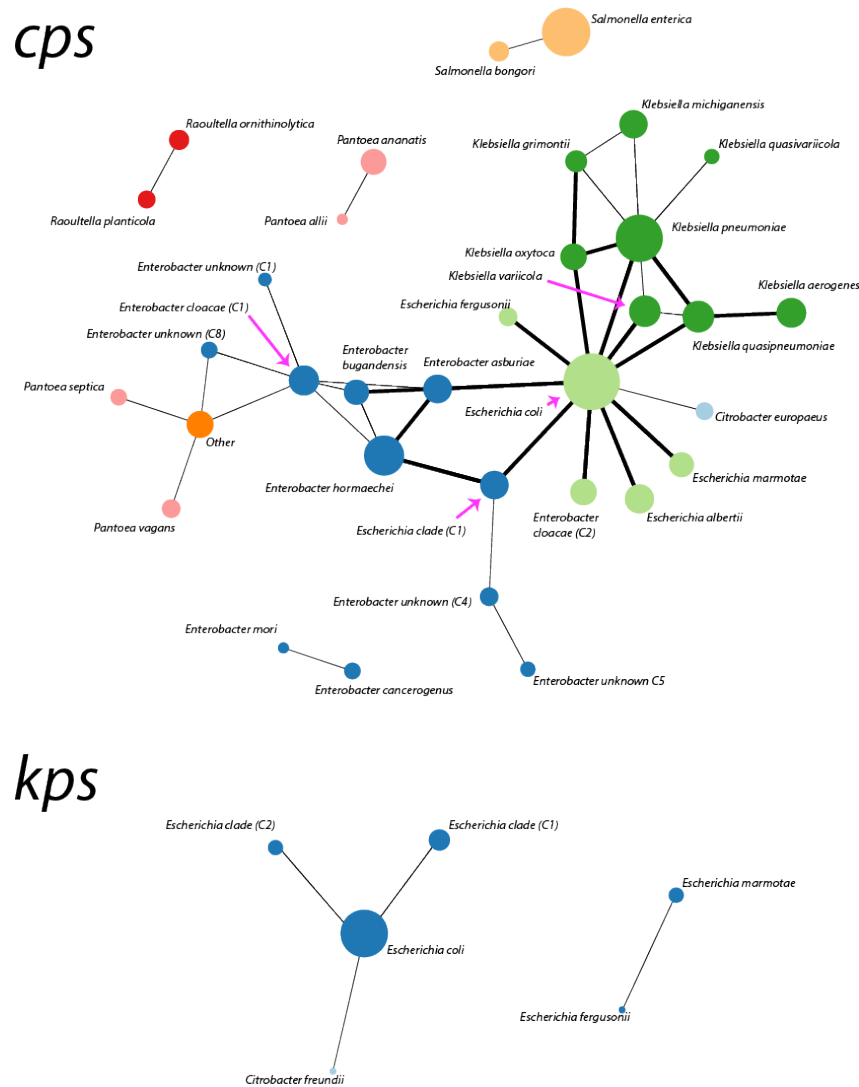 cps
Salmonella enterica
Salmonella bongori
Klebsiella michiganensis
Raoultella ornithinolytica
Pantoea ananatis
Klebsiella grimontii
Klebsiella quasivariicola
Raoultella planticola
Pantoea allii
Klebsiella pneumoniae
Klebsiella oxytoca
Enterobacter unknown (C1)
Klebsiella variicola
Klebsiella aerogenes
Enterobacter cloacae (C1)
Escherichia fergusonii
Enterobacter unknown (C8)
Enterobacter
bugandensis
Klebsiella quasipneumoniae
Enterobacter asburiae
Pantoea septica
Escherichia coli
Citrobacter europaeus
Other
Enterobacter hormaechei
Escherichia marmotae
Pantoea vagans
Escherichia clade (C1)
Enterobacter
cloacae (C2)
Escherichia albertii
Enterobacter unknown (C4)
Enterobacter mori
Enterobacter cancerogenus
Enterobacter unknown C5
kps
Escherichia clade (C2)
Escherichia clade (C1)
Escherichia marmotae
Escherichia coli
Escherichia fergusonii
Citrobacter freundii